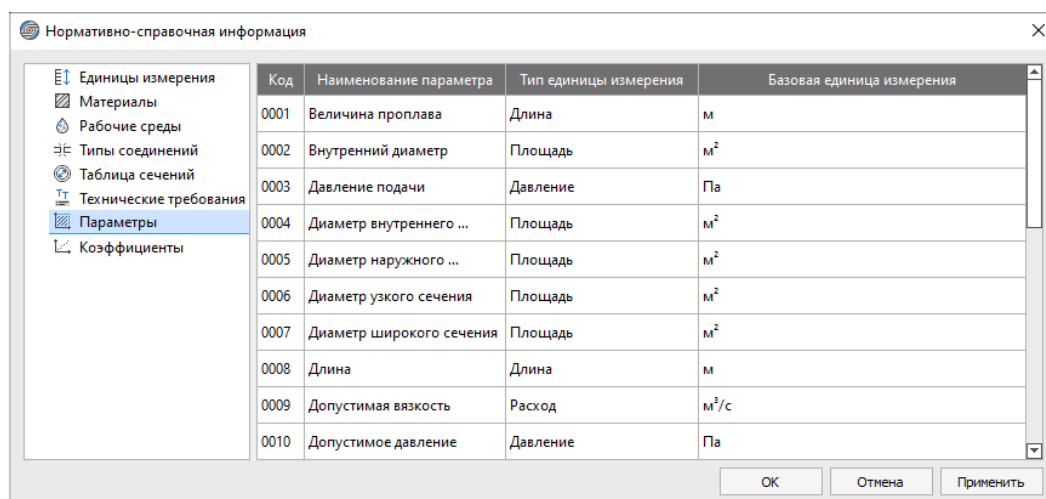 Нормативно-справочная информация
Единицы измерения
Материалы
Рабочие среды
Типы соединений
Таблица сечений
Технические требования
Параметры
Коэффициенты
Код Наименование параметра Тип единицы измерения Базовая единица измерения
0001 Величина проплава Длина м
0002 Внутренний диаметр Площадь м²
0003 Давление подачи Давление Па
0004 Диаметр внутреннего ... Площадь м²
0005 Диаметр наружного ... Площадь м²
0006 Диаметр узкого сечения Площадь м²
0007 Диаметр широкого сечения Площадь м²
0008 Длина Длина м
0009 Допустимая вязкость Расход м³/с
0010 Допустимое давление Давление Па
ОК Отмена Применить